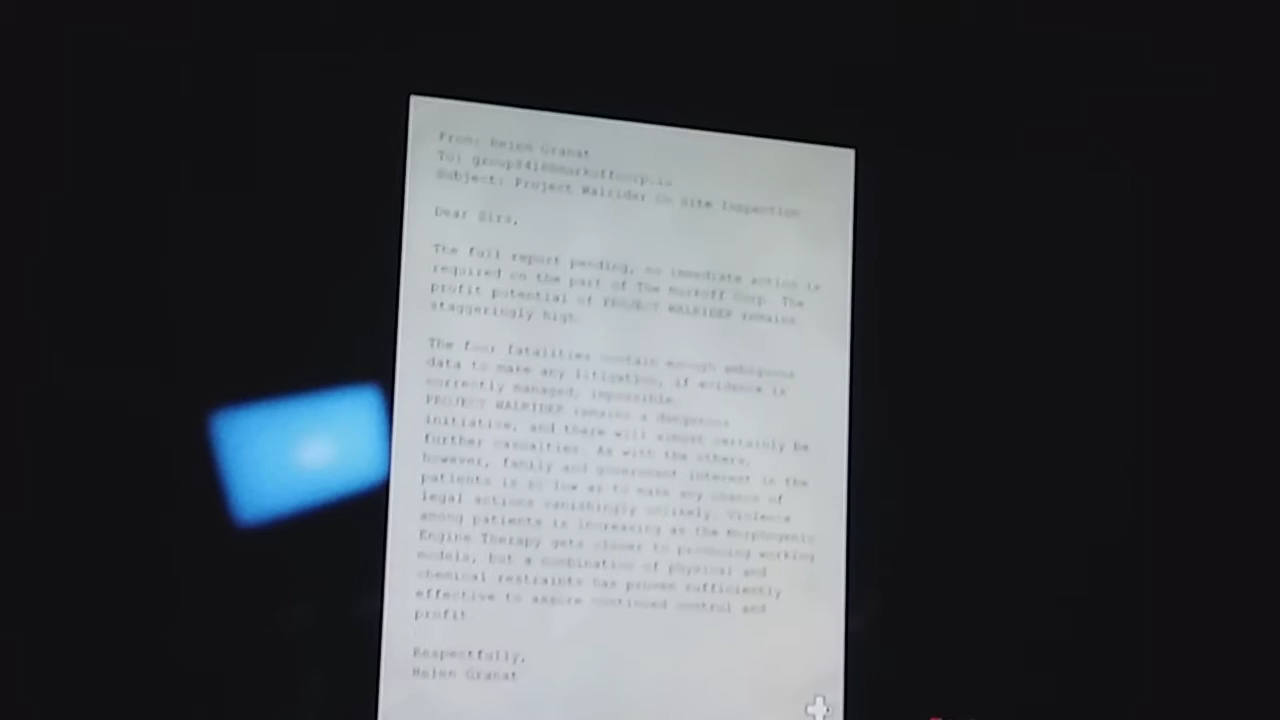 From: Helen Granat
To: group841@murkoffcorp.
Subject: Project Walrider On Site Inspection
Dear Sirs,
The full report pending, no immediate action is
required on the part of The Murkoff Corp. The
profit potential of PROJECT WALRIDER remains
staggeringly high.
The four fatalities contain enough ambiguous
data to make any litigation, if evidence is
correctly managed, impossible.
PROJECT WALRIDER remains a dangerous
initiative, and there will almost certainly be
further casualties. As with the others,
however, family and government interest in the
patients is so low as to make any chance of
legal actions vanishingly unlikely. Violence
among patients is increasing as the Morphogenic
Engine Therapy gets closer to producing working
models, but a combination of physical and
chemical restraints has proven sufficiently
effective to assure continued control and
profit.
Respectfully,
Helen Granat